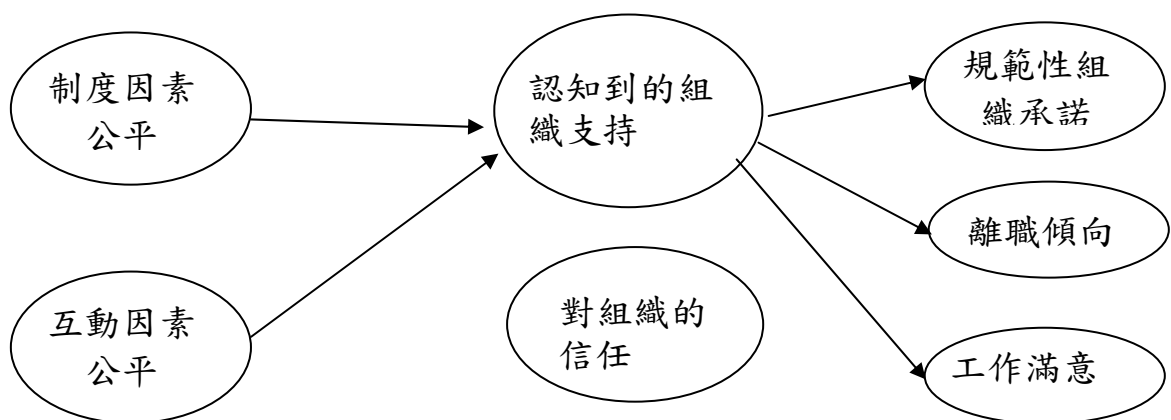 制度因素
公平
互動因素
公平
認知到的組
織支持
對組織的
信任
規範性組
織承諾
離職傾向
工作滿意